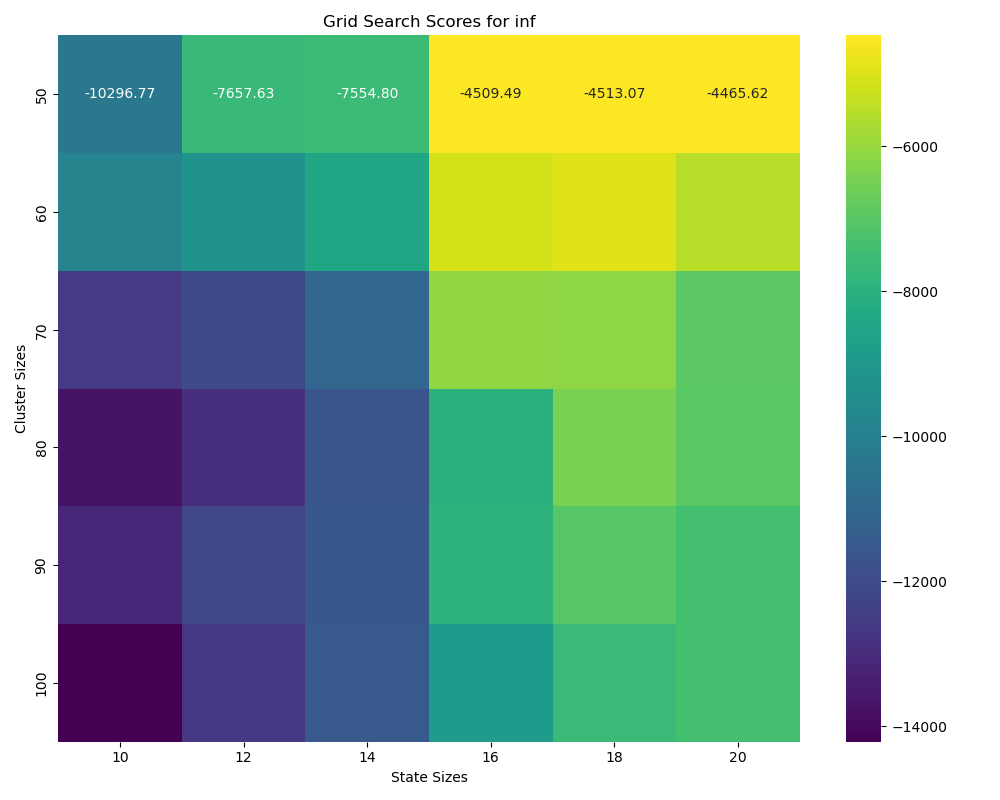 Grid Search Scores for inf
50 -10296.77 -7657.63 -7554.80 -4509.49 -4513.07 -4465.62
60
70
80
90
100
Cluster Sizes
10 12 14 16 18 20
State Sizes
−6000
−8000
−10000
−12000
−14000